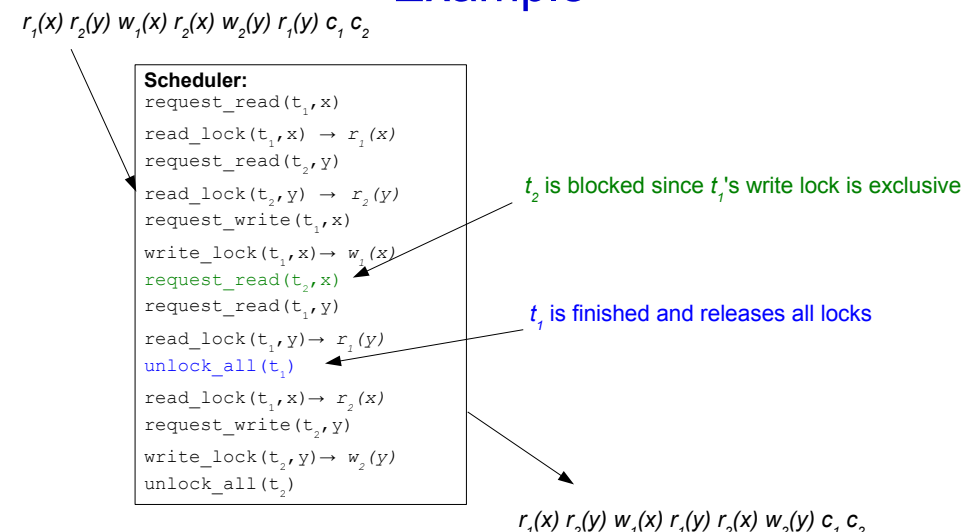 Example
r₁(x) r₂(y) w₁(x) r₂(x) w₂(y) r₁(y) c₁ c₂
Scheduler:
request_read(t₁,x)
read_lock(t₁,x) → r₁(x)
request_read(t₂,y)
read_lock(t₂,y) → r₂(y)
request_write(t₁,x)
write_lock(t₁,x)→ w₁(x)
request_read(t₂,x)
request_read(t₁,y)
read_lock(t₁,y)→ r₁(y)
unlock_all(t₁)
read_lock(t₁,x)→ r₂(x)
request_write(t₂,y)
write_lock(t₂,y)→ w₂(y)
unlock_all(t₂)
t₂ is blocked since t₁'s write lock is exclusive
t₁ is finished and releases all locks
r₁(x) r₂(y) w₁(x) r₁(y) r₂(x) w₂(y) c₁ c₂